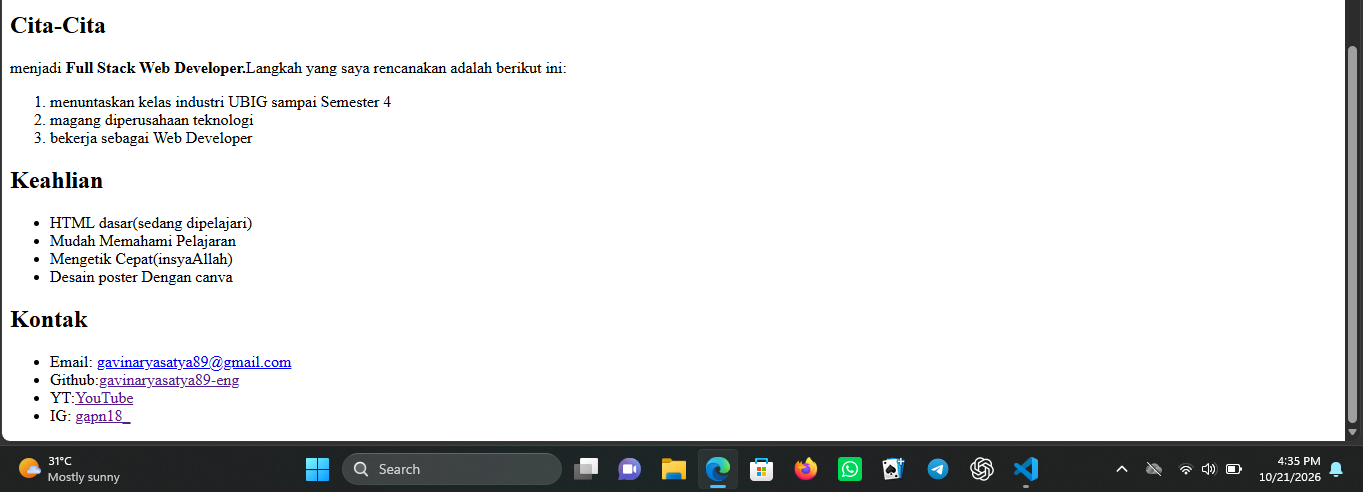 Cita-Cita
menjadi Full Stack Web Developer.Langkah yang saya rencanakan adalah berikut ini:
1. menuntaskan kelas industri UBIG sampai Semester 4
2. magang diperusahaan teknologi
3. bekerja sebagai Web Developer
Keahlian
• HTML dasar(sedang dipelajari)
• Mudah Memahami Pelajaran
• Mengetik Cepat(insyaAllah)
• Desain poster Dengan canva
Kontak
• Email: gavinaryasatya89@gmail.com
• Github:gavinaryasatya89-eng
• YT:YouTube
• IG: gapn18_
31°C
Mostly sunny
Search
4:35 PM
10/21/2026